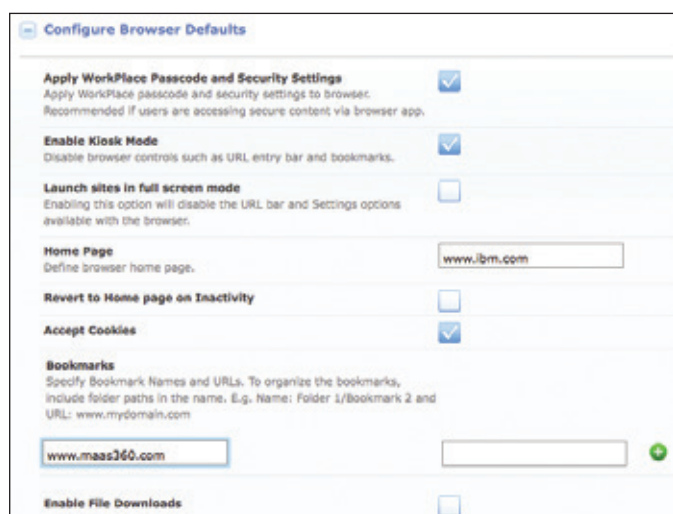 Configure Browser Defaults
Apply WorkPlace Passcode and Security Settings
Apply WorkPlace passcode and security settings to browser.
Recommended if users are accessing secure content via browser app.
Enable Kiosk Mode
Disable browser controls such as URL entry bar and bookmarks.
Launch sites in full screen mode
Enabling this option will disable the URL bar and Settings options
available with the browser.
Home Page
Define browser home page.
www.ibm.com
Revert to Home page on Inactivity
Accept Cookies
Bookmarks
Specify Bookmark Names and URLs. To organize the bookmarks,
include folder paths in the name. E.g. Name: Folder 1/Bookmark 2 and
URL: www.mydomain.com
www.maas360.com
Enable File Downloads